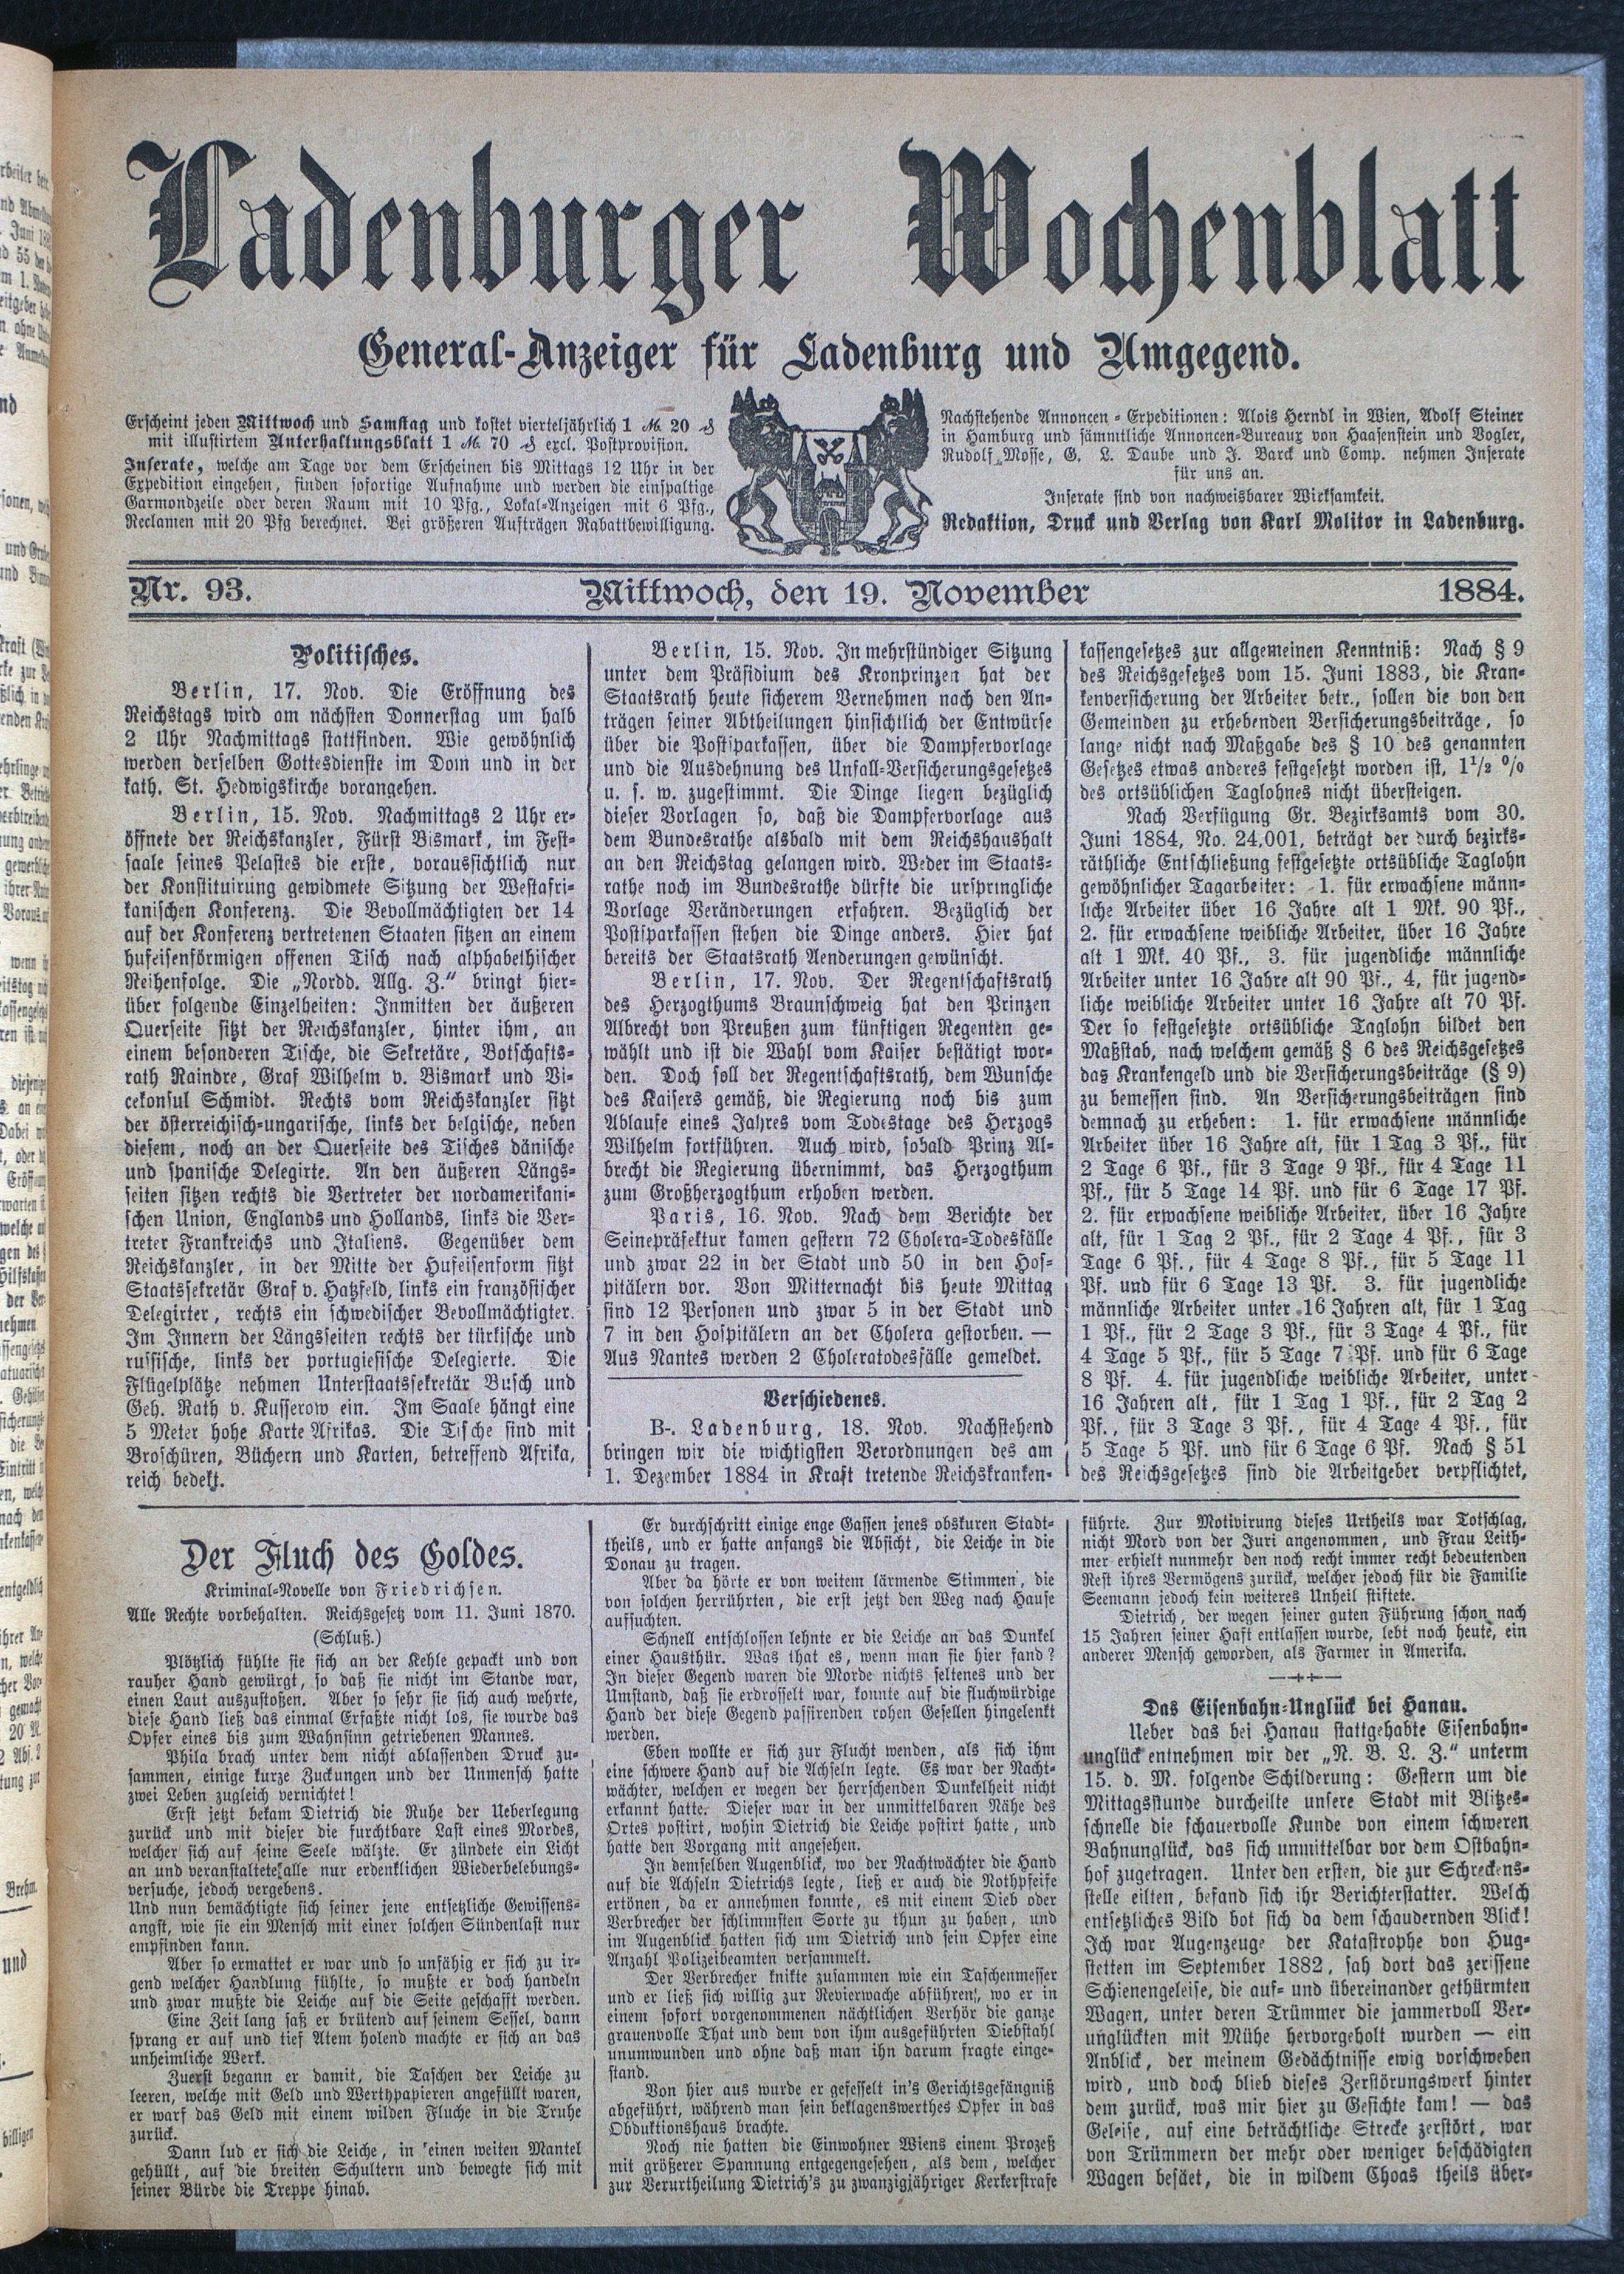 Ladenburger Wochenblatt
General-Anzeiger für Ladenburg und Umgegend.
Erscheint jeden Mittwoch und Samstag und kostet vierteljährlich 1 M. 20 ₰
mit illustirtem Unterhaltungsblatt 1 M. 70 ₰ excl. Postprovision.
Inserate, welche am Tage vor dem Erscheinen bis Mittags 12 Uhr in der
Expedition eingehen, finden sofortige Aufnahme und werden die einspaltige
Garmondzeile oder deren Raum mit 10 Pfg., Lokal-Anzeigen mit 6 Pfg.,
Reclamen mit 20 Pfg berechnet. Bei größeren Aufträgen Rabattbewilligung.
Nachstehende Annoncen-Expeditionen: Alois Herndl in Wien, Adolf Steiner
in Hamburg und sämmtliche Annoncen-Bureaux von Haasenstein und Vogler,
Rudolf Mosse, G. L. Daube und J. Barck und Comp. nehmen Inserate
für uns an.
Inserate sind von nachweisbarer Wirksamkeit.
Redaktion, Druck und Verlag von Karl Molitor in Ladenburg.
Nr. 93. Mittwoch, den 19. November 1884.
Politisches.
Berlin, 17. Nov. Die Eröffnung des
Reichstags wird am nächsten Donnerstag um halb
2 Uhr Nachmittags stattfinden. Wie gewöhnlich
werden derselben Gottesdienste im Dom und in der
kath. St. Hedwigskirche vorangehen.
Berlin, 15. Nov. Nachmittags 2 Uhr er-
öffnete der Reichskanzler, Fürst Bismark, im Fest-
saale seines Pelastes die erste, voraussichtlich nur
der Konstituirung gewidmete Sitzung der Westafri-
kanischen Konferenz. Die Bevollmächtigten der 14
auf der Konferenz vertretenen Staaten sitzen an einem
hufeisenförmigen offenen Tisch nach alphabethischer
Reihenfolge. Die „Nordd. Allg. Z.“ bringt hier-
über folgende Einzelheiten: Inmitten der äußeren
Querseite sitzt der Reichskanzler, hinter ihm, an
einem besonderen Tische, die Sekretäre, Botschafts-
rath Raindre, Graf Wilhelm v. Bismark und Vi-
cekonsul Schmidt. Rechts vom Reichskanzler sitzt
der österreichisch-ungarische, links der belgische, neben
diesem, noch an der Querseite des Tisches dänische
und spanische Delegirte. An den äußeren Längs-
seiten sitzen rechts die Vertreter der nordamerikani-
schen Union, Englands und Hollands, links die Ver-
treter Frankreichs und Italiens. Gegenüber dem
Reichskanzler, in der Mitte der Hufeisenform sitzt
Staatssekretär Graf v. Hatzfeld, links ein französischer
Delegirter, rechts ein schwedischer Bevollmächtigter.
Im Innern der Längsseiten rechts der türkische und
russische, links der portugiesische Delegierte. Die
Flügelplätze nehmen Unterstaatssekretär Busch und
Geh. Rath v. Kusserow ein. Im Saale hängt eine
5 Meter hohe Karte Afrikas. Die Tische sind mit
Broschüren, Büchern und Karten, betreffend Afrika,
reich bedekt.
Berlin, 15. Nov. In mehrstündiger Sitzung
unter dem Präsidium des Kronprinzen hat der
Staatsrath heute sicherem Vernehmen nach den An-
trägen seiner Abtheilungen hinsichtlich der Entwürfe
über die Postsparkassen, über die Dampfervorlage
und die Ausdehnung des Unfall-Versicherungsgesetzes
u. s. w. zugestimmt. Die Dinge liegen bezüglich
dieser Vorlagen so, daß die Dampfervorlage aus
dem Bundesrathe alsbald mit dem Reichshaushalt
an den Reichstag gelangen wird. Weder im Staats-
rathe noch im Bundesrathe dürfte die urspringliche
Vorlage Veränderungen erfahren. Bezüglich der
Postsparkassen stehen die Dinge anders. Hier hat
bereits der Staatsrath Aenderungen gewünscht.
Berlin, 17. Nov. Der Regentschaftsrath
des Herzogthums Braunschweig hat den Prinzen
Albrecht von Preußen zum künftigen Regenten ge-
wählt und ist die Wahl vom Kaiser bestätigt wor-
den. Doch soll der Regentschaftsrath, dem Wunsche
des Kaisers gemäß, die Regierung noch bis zum
Ablaufe eines Jahres vom Todestage des Herzogs
Wilhelm fortführen. Auch wird, sobald Prinz Al-
brecht die Regierung übernimmt, das Herzogthum
zum Großherzogthum erhoben werden.
Paris, 16. Nov. Nach dem Berichte der
Seinepräfektur kamen gestern 72 Cholera-Todesfälle
und zwar 22 in der Stadt und 50 in den Hos-
pitälern vor. Von Mitternacht bis heute Mittag
sind 12 Personen und zwar 5 in der Stadt und
7 in den Hospitälern an der Cholera gestorben. —
Aus Nantes werden 2 Choleratodesfälle gemeldet.
Verschiedenes.
B-. Ladenburg, 18. Nov. Nachstehend
bringen wir die wichtigsten Verordnungen des am
1. Dezember 1884 in Kraft tretende Reichskranken-
kassengesetzes zur allgemeinen Kenntniß: Nach § 9
des Reichsgesetzes vom 15. Juni 1883, die Kran-
kenversicherung der Arbeiter betr., sollen die von den
Gemeinden zu erhebenden Versicherungsbeiträge, so
lange nicht nach Maßgabe des § 10 des genannten
Gesetzes etwas anderes festgesetzt worden ist, 1½ %
des ortsüblichen Taglohnes nicht übersteigen.
Nach Verfügung Gr. Bezirksamts vom 30.
Juni 1884, No. 24,001, beträgt der durch bezirks-
räthliche Entschließung festgesetzte ortsübliche Taglohn
gewöhnlicher Tagarbeiter: 1. für erwachsene männ-
liche Arbeiter über 16 Jahre alt 1 Mk. 90 Pf.,
2. für erwachsene weibliche Arbeiter, über 16 Jahre
alt 1 Mk. 40 Pf., 3. für jugendliche männliche
Arbeiter unter 16 Jahre alt 90 Pf., 4, für jugend-
liche weibliche Arbeiter unter 16 Jahre alt 70 Pf.
Der so festgesetzte ortsübliche Taglohn bildet den
Maßstab, nach welchem gemäß § 6 des Reichsgesetzes
das Krankengeld und die Versicherungsbeiträge (§ 9)
zu bemessen sind. An Versicherungsbeiträgen sind
demnach zu erheben: 1. für erwachsene männliche
Arbeiter über 16 Jahre alt, für 1 Tag 3 Pf., für
2 Tage 6 Pf., für 3 Tage 9 Pf., für 4 Tage 11
Pf., für 5 Tage 14 Pf. und für 6 Tage 17 Pf.
2. für erwachsene weibliche Arbeiter, über 16 Jahre
alt, für 1 Tag 2 Pf., für 2 Tage 4 Pf., für 3
Tage 6 Pf., für 4 Tage 8 Pf., für 5 Tage 11
Pf. und für 6 Tage 13 Pf. 3. für jugendliche
männliche Arbeiter unter 16 Jahren alt, für 1 Tag
1 Pf., für 2 Tage 3 Pf., für 3 Tage 4 Pf., für
4 Tage 5 Pf., für 5 Tage 7 Pf. und für 6 Tage
8 Pf. 4. für jugendliche weibliche Arbeiter, unter
16 Jahren alt, für 1 Tag 1 Pf., für 2 Tag 2
Pf., für 3 Tage 3 Pf., für 4 Tage 4 Pf., für
5 Tage 5 Pf. und für 6 Tage 6 Pf. Nach § 51
des Reichsgesetzes sind die Arbeitgeber verpflichtet,
Der Fluch des Goldes.
Kriminal-Novelle von Friedrichsen.
Alle Rechte vorbehalten. Reichsgesetz vom 11. Juni 1870.
(Schluß.)
Plötzlich fühlte sie sich an der Kehle gepackt und von
rauher Hand gewürgt, so daß sie nicht im Stande war,
einen Laut auszustoßen. Aber so sehr sie sich auch wehrte,
diese Hand ließ das einmal Erfaßte nicht los, sie wurde das
Opfer eines bis zum Wahnsinn getriebenen Mannes.
Phila brach unter dem nicht ablassenden Druck zu-
sammen, einige kurze Zuckungen und der Unmensch hatte
zwei Leben zugleich vernichtet!
Erst jetzt bekam Dietrich die Ruhe der Ueberlegung
zurück und mit dieser die furchtbare Last eines Mordes,
welcher sich auf seine Seele wälzte. Er zündete ein Licht
an und veranstaltete alle nur erdenklichen Wiederbelebungs-
versuche, jedoch vergebens.
Und nun bemächtigte sich seiner jene entsetzliche Gewissens-
angst, wie sie ein Mensch mit einer solchen Sündenlast nur
empfinden kann.
Aber so ermattet er war und so unfähig er sich zu ir-
gend welcher Handlung fühlte, so mußte er doch handeln
und zwar mußte die Leiche auf die Seite geschafft werden.
Eine Zeit lang saß er brütend auf seinem Sessel, dann
sprang er auf und tief Atem holend machte er sich an das
unheimliche Werk.
Zuerst begann er damit, die Taschen der Leiche zu
leeren, welche mit Geld und Werthpapieren angefüllt waren,
er warf das Geld mit einem wilden Fluche in die Truhe
zurück.
Dann lud er sich die Leiche, in einen weiten Mantel
gehüllt, auf die breiten Schultern und bewegte sich mit
seiner Bürde die Treppe hinab.
Er durchschritt einige enge Gassen jenes obskuren Stadt-
theils, und er hatte anfangs die Absicht, die Leiche in die
Donau zu tragen.
Aber da hörte er von weitem lärmende Stimmen, die
von solchen herrührten, die erst jetzt den Weg nach Hause
aufsuchten.
Schnell entschlossen lehnte er die Leiche an das Dunkel
einer Hausthür. Was that es, wenn man sie hier fand?
In dieser Gegend waren die Morde nichts seltenes und der
Umstand, daß sie erdrosselt war, konnte auf die fluchwürdige
Hand der diese Gegend passirenden rohen Gesellen hingelenkt
werden.
Eben wollte er sich zur Flucht wenden, als sich ihm
eine schwere Hand auf die Achseln legte. Es war der Nacht-
wächter, welchen er wegen der herrschenden Dunkelheit nicht
erkannt hatte. Dieser war in der unmittelbaren Nähe des
Ortes postirt, wohin Dietrich die Leiche postirt hatte, und
hatte den Vorgang mit angesehen.
In demselben Augenblick, wo der Nachtwächter die Hand
auf die Achseln Dietrichs legte, ließ er auch die Nothpfeife
ertönen, da er annehmen konnte, es mit einem Dieb oder
Verbrecher der schlimmsten Sorte zu thun zu haben, und
im Augenblick hatten sich um Dietrich und sein Opfer eine
Anzahl Polizeibeamten versammelt.
Der Verbrecher knikte zusammen wie ein Taschenmesser
und er ließ sich willig zur Revierwache abführen, wo er in
einem sofort vorgenommenen nächtlichen Verhör die ganze
grauenvolle That und dem von ihm ausgeführten Diebstahl
unumwunden und ohne daß man ihn darum fragte einge-
stand.
Von hier aus wurde er gefesselt in's Gerichtsgefängniß
abgeführt, während man sein beklagenswerthes Opfer in das
Obduktionshaus brachte.
Noch nie hatten die Einwohner Wiens einem Prozeß
mit größerer Spannung entgegengesehen, als dem, welcher
zur Verurtheilung Dietrich's zu zwanzigjähriger Kerkerstrafe
führte. Zur Motivirung dieses Urtheils war Totschlag,
nicht Mord von der Juri angenommen, und Frau Leith-
mer erhielt nunmehr den noch recht immer recht bedeutenden
Rest ihres Vermögens zurück, welcher jedoch für die Familie
Seemann jedoch kein weiteres Unheil stiftete.
Dietrich, der wegen seiner guten Führung schon nach
15 Jahren seiner Haft entlassen wurde, lebt noch heute, ein
anderer Mensch geworden, als Farmer in Amerika.
Das Eisenbahn-Unglück bei Hanau.
Ueber das bei Hanau stattgehabte Eisenbahn-
unglück entnehmen wir der „N. B. L. Z.“ unterm
15. d. M. folgende Schilderung: Gestern um die
Mittagsstunde durcheilte unsere Stadt mit Blitzes-
schnelle die schauervolle Kunde von einem schweren
Bahnunglück, das sich unmittelbar vor dem Ostbahn-
hof zugetragen. Unter den ersten, die zur Schreckens-
stelle eilten, befand sich ihr Berichterstatter. Welch
entsetzliches Bild bot sich da dem schaudernden Blick!
Ich war Augenzeuge der Katastrophe von Hug-
stetten im September 1882, sah dort das zerissene
Schienengeleise, die auf- und übereinander gethürmten
Wagen, unter deren Trümmer die jammervoll Ver-
unglückten mit Mühe hervorgeholt wurden — ein
Anblick, der meinem Gedächtnisse ewig vorschweben
wird, und doch blieb dieses Zerstörungswerk hinter
dem zurück, was mir hier zu Gesichte kam! — das
Geleise, auf eine beträchtliche Strecke zerstört, war
von Trümmern der mehr oder weniger beschädigten
Wagen besäet, die in wildem Choas theils über-